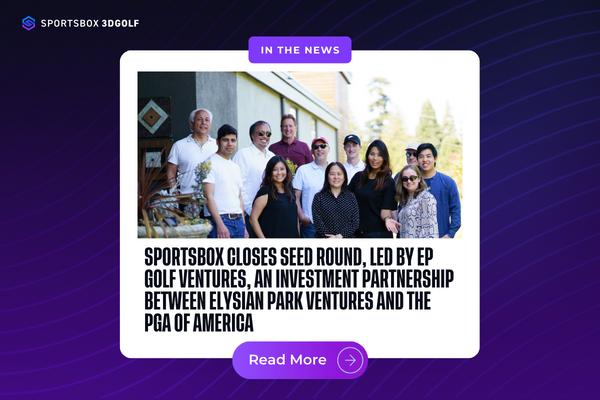 SPORTSBOX 3DGOLF
IN THE NEWS
SPORTSBOX CLOSES SEED ROUND, LED BY EP
GOLF VENTURES, AN INVESTMENT PARTNERSHIP
BETWEEN ELYSIAN PARK VENTURES AND THE
PGA OF AMERICA
Read More